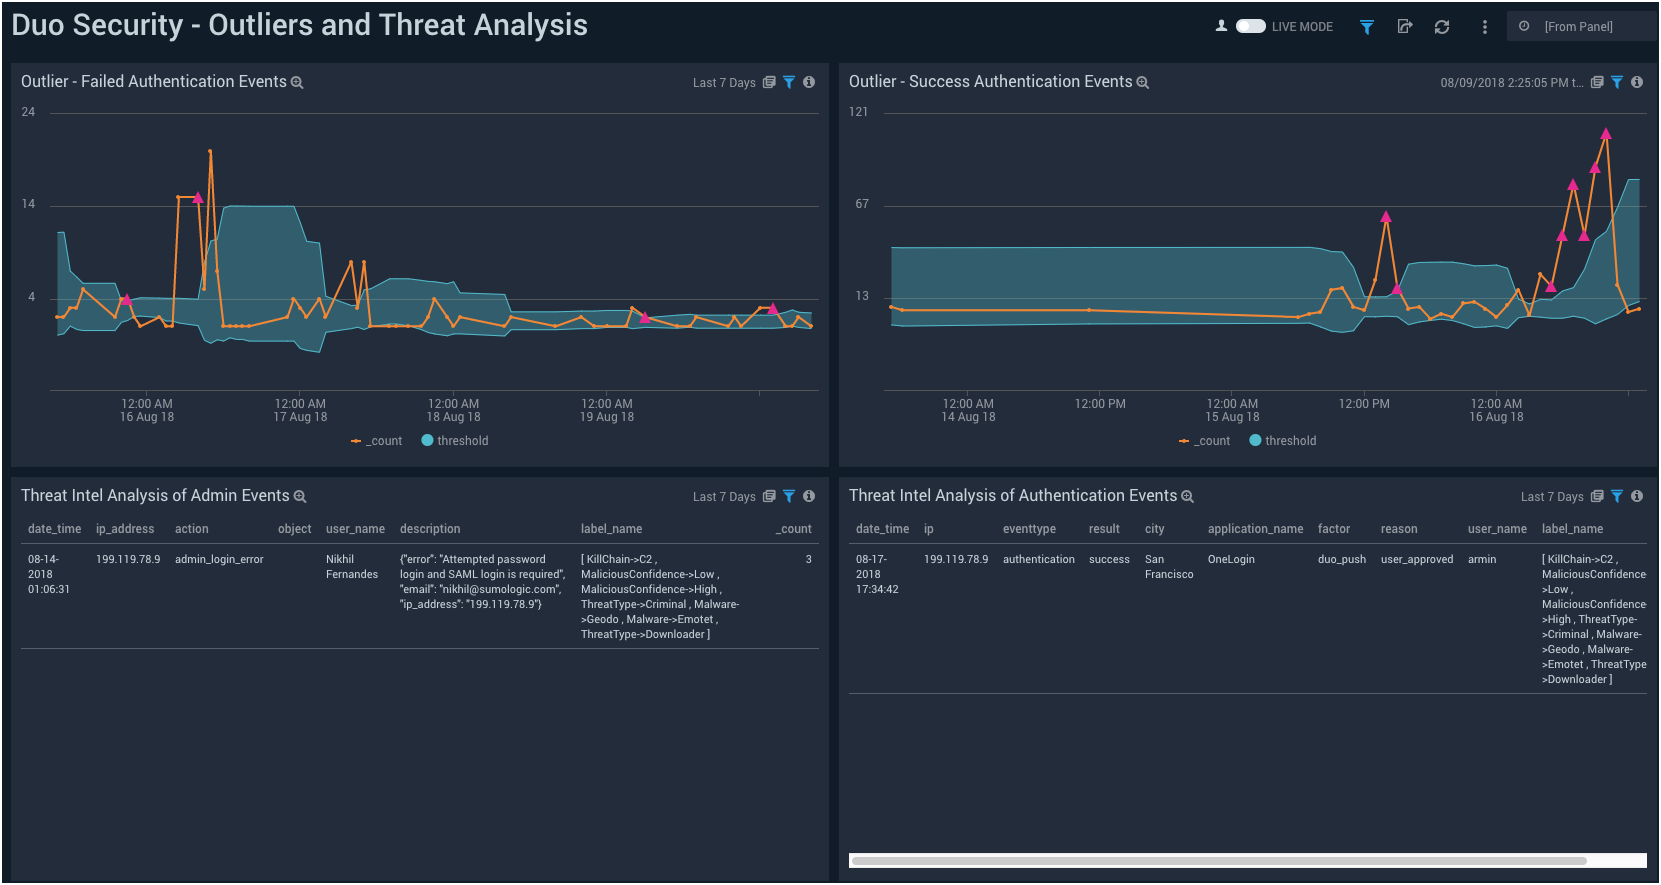 Duo Security - Outliers and Threat Analysis
LIVE MODE
[From Panel]
Outlier - Failed Authentication Events
Last 7 Days
24
14
4
12:00 AM
16 Aug 18
12:00 AM
17 Aug 18
12:00 AM
18 Aug 18
12:00 AM
19 Aug 18
_count
threshold
Outlier - Success Authentication Events
08/09/2018 2:25:05 PM t...
121
67
13
12:00 AM
14 Aug 18
12:00 PM
12:00 AM
15 Aug 18
12:00 PM
12:00 AM
16 Aug 18
_count
threshold
Threat Intel Analysis of Admin Events
Last 7 Days
date_time ip_address action object user_name description label_name _count
08-14-
2018
01:06:31
199.119.78.9
admin_login_error
Nikhil
Fernandes
{"error": "Attempted password
login and SAML login is required",
"email": "nikhil@sumologic.com",
"ip_address": "199.119.78.9"}
[ KillChain->C2 ,
MaliciousConfidence->Low ,
MaliciousConfidence->High ,
ThreatType->Criminal , Malware-
>Geodo , Malware->Emotet ,
ThreatType->Downloader ]
3
Threat Intel Analysis of Authentication Events
Last 7 Days
date_time ip eventtype result city application_name factor reason user_name label_name
08-17-
2018
17:34:42
199.119.78.9
authentication
success
San
Francisco
OneLogin
duo_push
user_approved
armin
[ KillChain->C2 ,
MaliciousConfidence
>Low ,
MaliciousConfidence
>High , ThreatType-
>Criminal , Malware-
>Geodo , Malware-
>Emotet , ThreatType
>Downloader ]